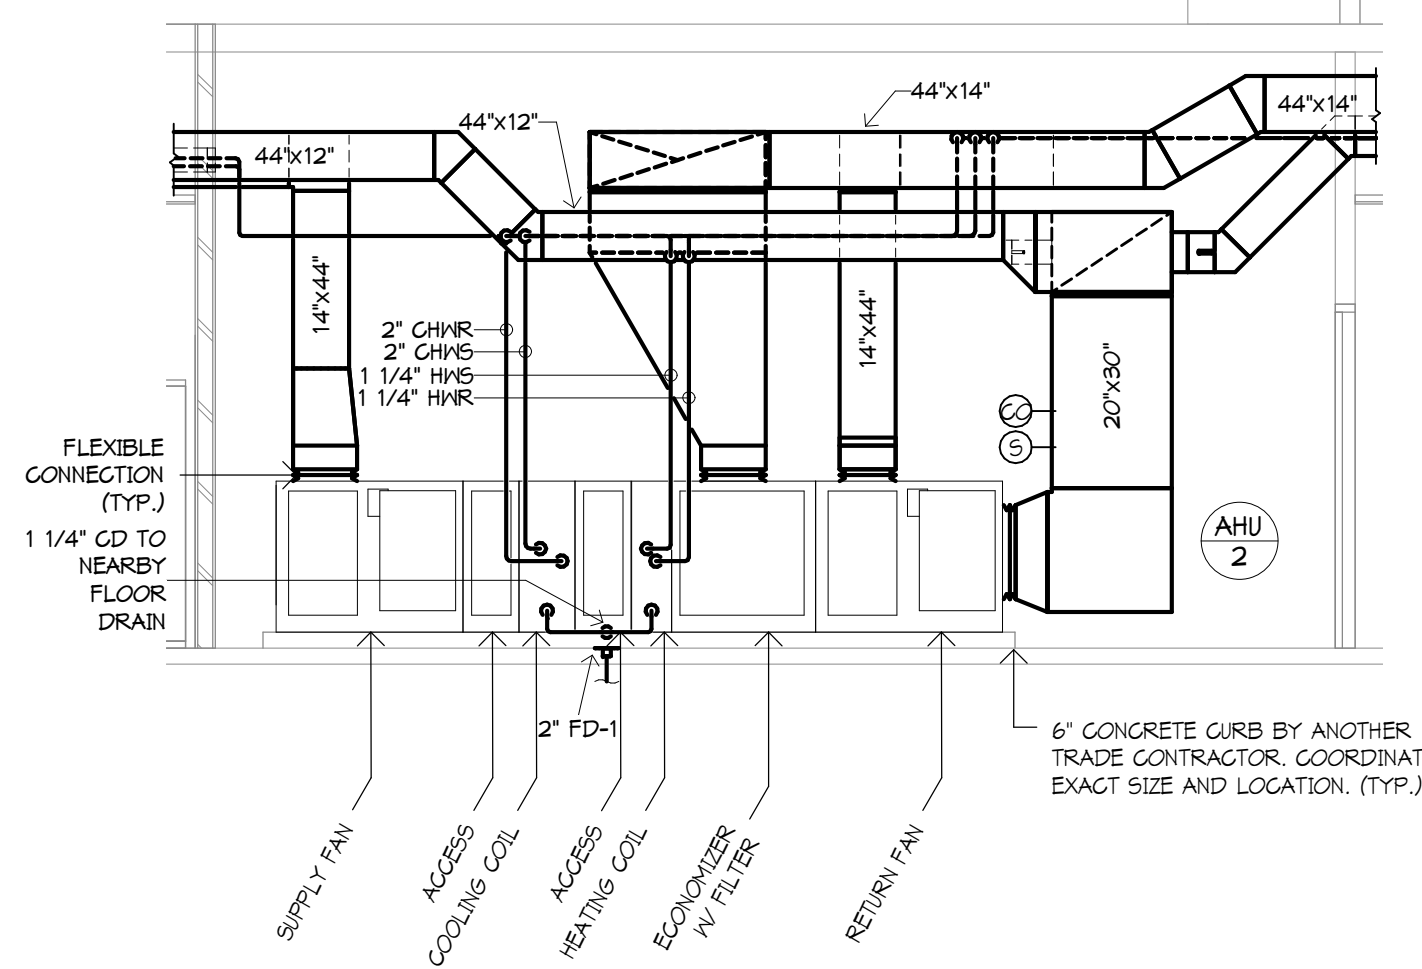 44"x14"
44"x14"
44"x12"
44"x12"
14"x44"
14"x44"
20"x30"
2" CHWR
2" CHWS
1 1/4" HWS
1 1/4" HWR
CO
S
FLEXIBLE
CONNECTION
(TYP.)
1 1/4" CD TO
NEARBY
FLOOR
DRAIN
AHU
2
2" FD-1
6" CONCRETE CURB BY ANOTHER
TRADE CONTRACTOR. COORDINAT
EXACT SIZE AND LOCATION. (TYP.)
SUPPLY FAN
ACCESS
COOLING COIL
ACCESS
HEATING COIL
ECONOMIZER
W/ FILTER
RETURN FAN